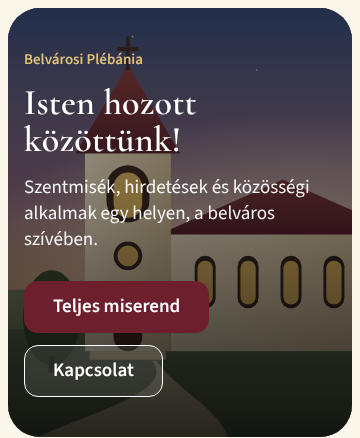 Belvárosi Plébánia
Isten hozott
közöttünk!
Szentmisék, hirdetések és közösségi
alkalmak egy helyen, a belváros
szívében.
Teljes miserend
Kapcsolat